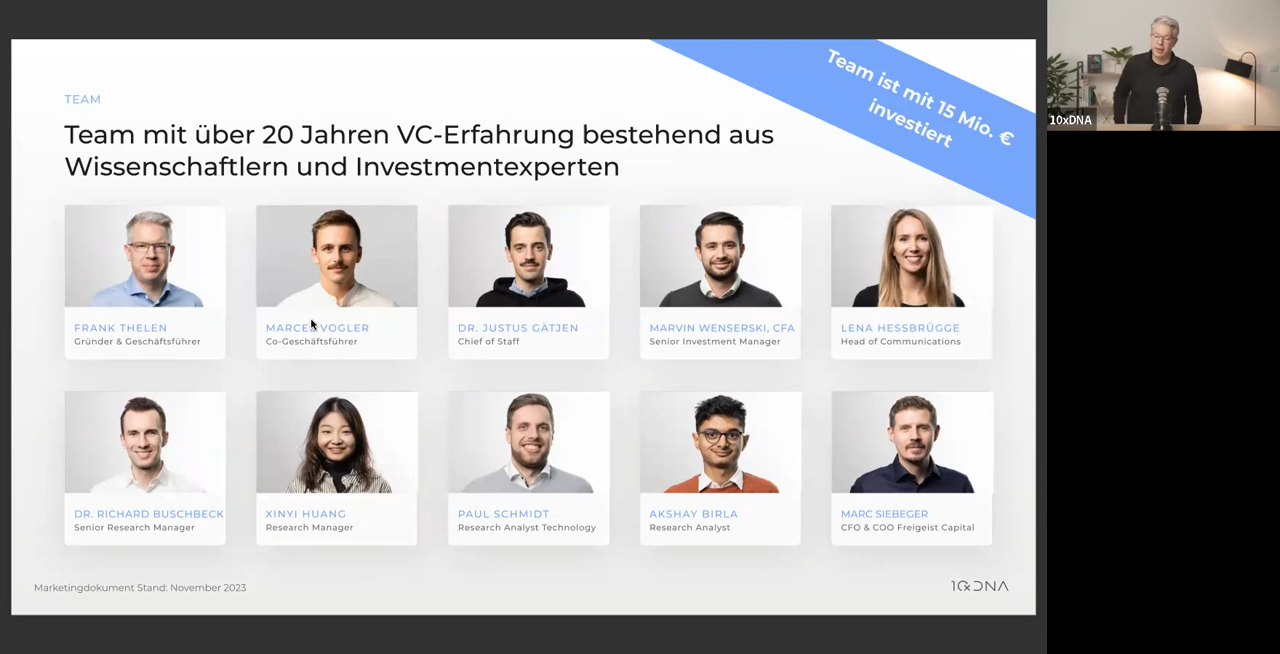 Team ist mit 15 Mio. €
investiert
TEAM
Team mit über 20 Jahren VC-Erfahrung bestehend aus
Wissenschaftlern und Investmentexperten
FRANK THELEN
Gründer & Geschäftsführer
MARCEL VOGLER
Co-Geschäftsführer
DR. JUSTUS GÄTJEN
Chief of Staff
MARVIN WENSERSKI, CFA
Senior Investment Manager
LENA HESSBRÜGGE
Head of Communications
DR. RICHARD BUSCHBECK
Senior Research Manager
XINYI HUANG
Research Manager
PAUL SCHMIDT
Research Analyst Technology
AKSHAY BIRLA
Research Analyst
MARC SIEBEGER
CFO & COO Freigeist Capital
Marketingdokument Stand: November 2023
10xDNA
10xDNA